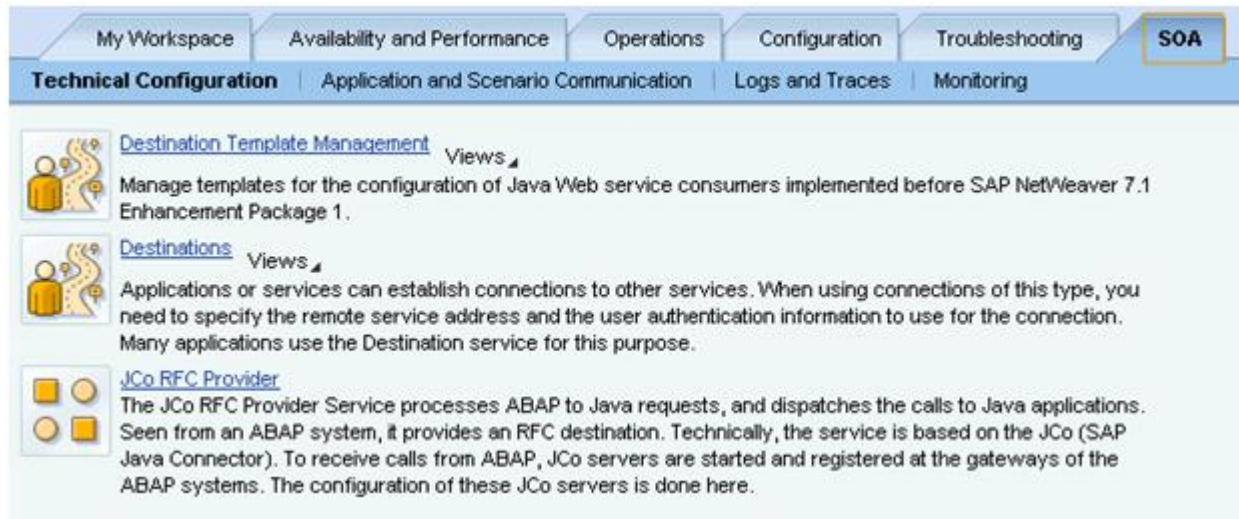 My Workspace Availability and Performance Operations Configuration Troubleshooting SOA
Technical Configuration | Application and Scenario Communication | Logs and Traces | Monitoring
Destination Template Management Views
Manage templates for the configuration of Java Web service consumers implemented before SAP NetWeaver 7.1
Enhancement Package 1.
Destinations Views
Applications or services can establish connections to other services. When using connections of this type, you
need to specify the remote service address and the user authentication information to use for the connection.
Many applications use the Destination service for this purpose.
JCo RFC Provider
The JCo RFC Provider Service processes ABAP to Java requests, and dispatches the calls to Java applications.
Seen from an ABAP system, it provides an RFC destination. Technically, the service is based on the JCo (SAP
Java Connector). To receive calls from ABAP, JCo servers are started and registered at the gateways of the
ABAP systems. The configuration of these JCo servers is done here.